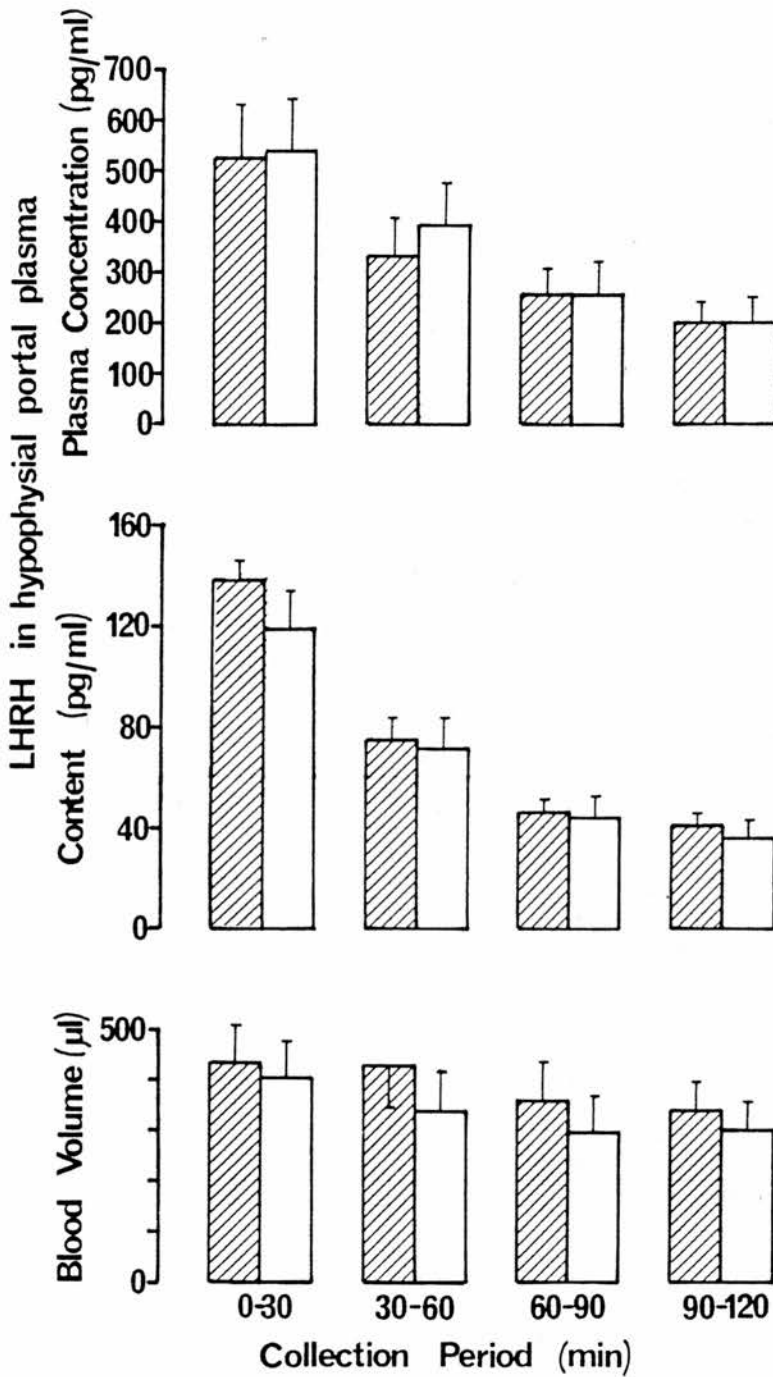 LHRH in hypophysial portal plasma
Plasma Concentration (pg/ml)
700
600
500
400
300
200
100
0
Content (pg/ml)
160
120
80
40
0
Blood Volume (µl)
500
0
0-30 30-60 60-90 90-120
Collection Period (min)